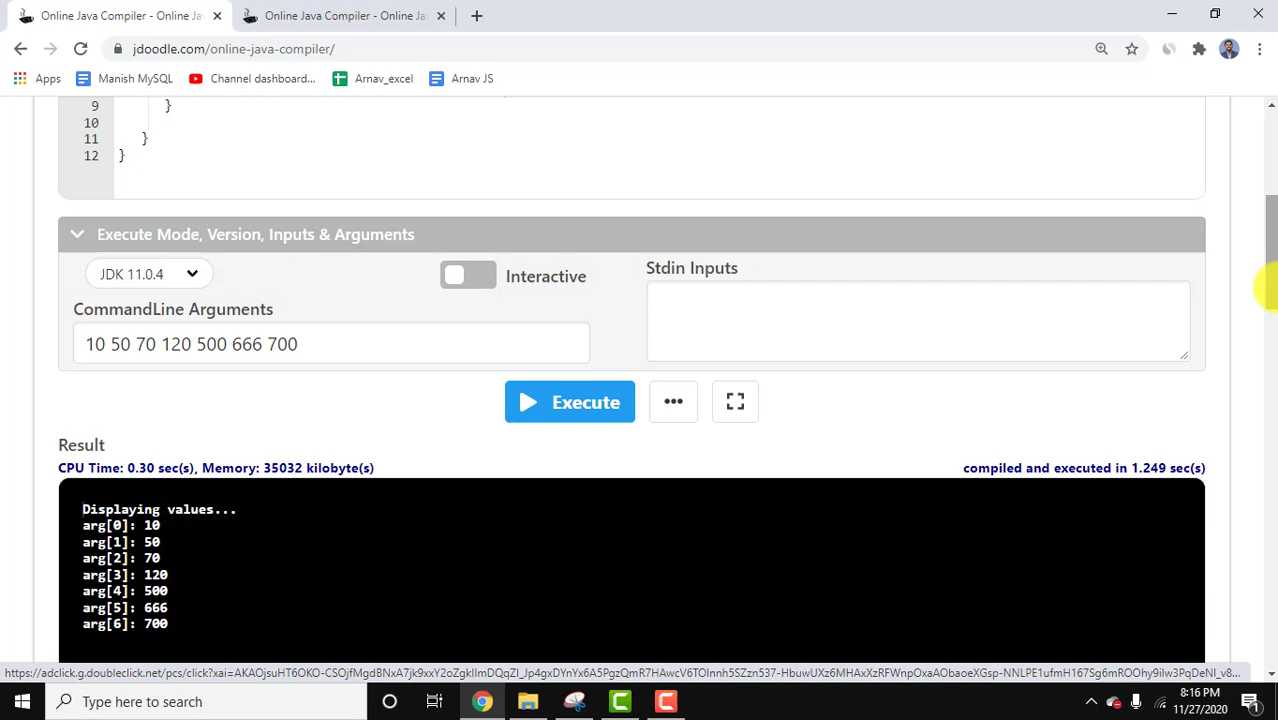 Online Java Compiler - Online Jav
Online Java Compiler - Online Ja
jdoodle.com/online-java-compiler/
Apps
Manish MySQL
Channel dashboard...
Arnav_excel
Arnav JS
9 }
10
11 }
12 }
Execute Mode, Version, Inputs & Arguments
JDK 11.0.4
Interactive
Stdin Inputs
CommandLine Arguments
10 50 70 120 500 666 700
Execute
Result
CPU Time: 0.30 sec(s), Memory: 35032 kilobyte(s)
compiled and executed in 1.249 sec(s)
Displaying values...
arg[0]: 10
arg[1]: 50
arg[2]: 70
arg[3]: 120
arg[4]: 500
arg[5]: 666
arg[6]: 700
Type here to search
8:16 PM
11/27/2020